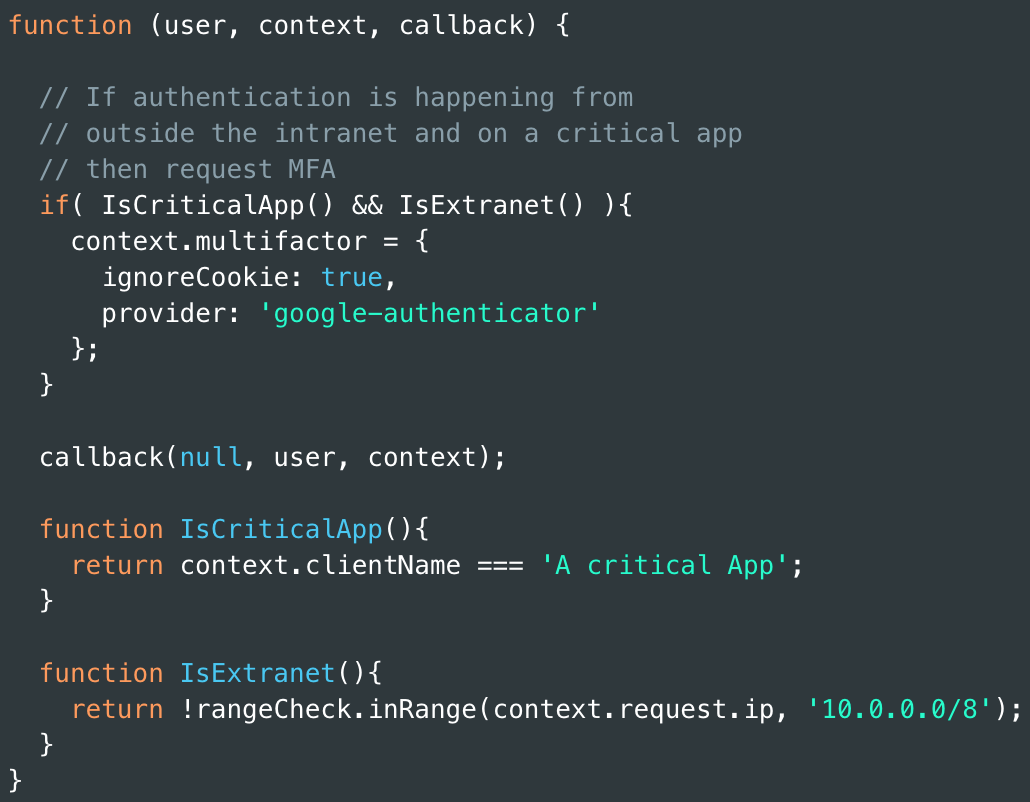 function (user, context, callback) {

  // If authentication is happening from
  // outside the intranet and on a critical app
  // then request MFA
  if( IsCriticalApp() && IsExtranet() ){
    context.multifactor = {
      ignoreCookie: true,
      provider: 'google-authenticator'
    };
  }

  callback(null, user, context);

  function IsCriticalApp(){
    return context.clientName === 'A critical App';
  }

  function IsExtranet(){
    return !rangeCheck.inRange(context.request.ip, '10.0.0.0/8');
  }
}